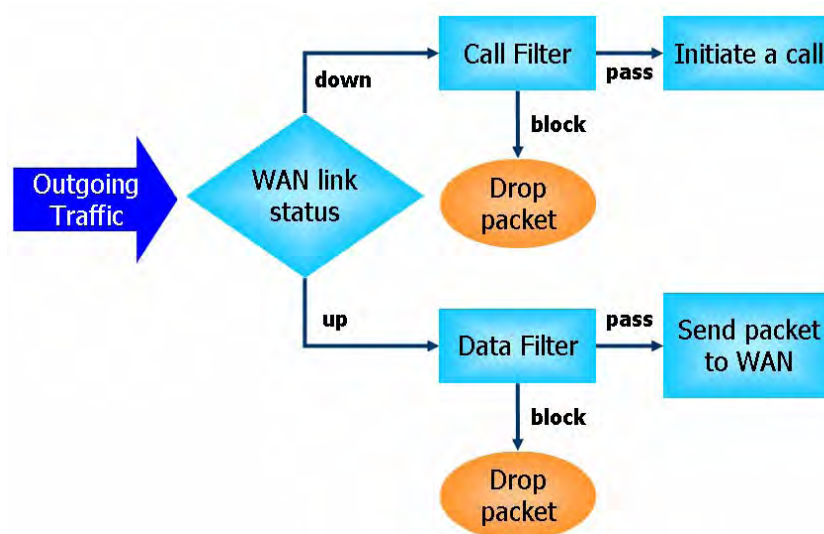 Outgoing
Traffic
WAN link
status
down
Call Filter
pass
Initiate a call
block
Drop
packet
up
Data Filter
pass
Send packet
to WAN
block
Drop
packet